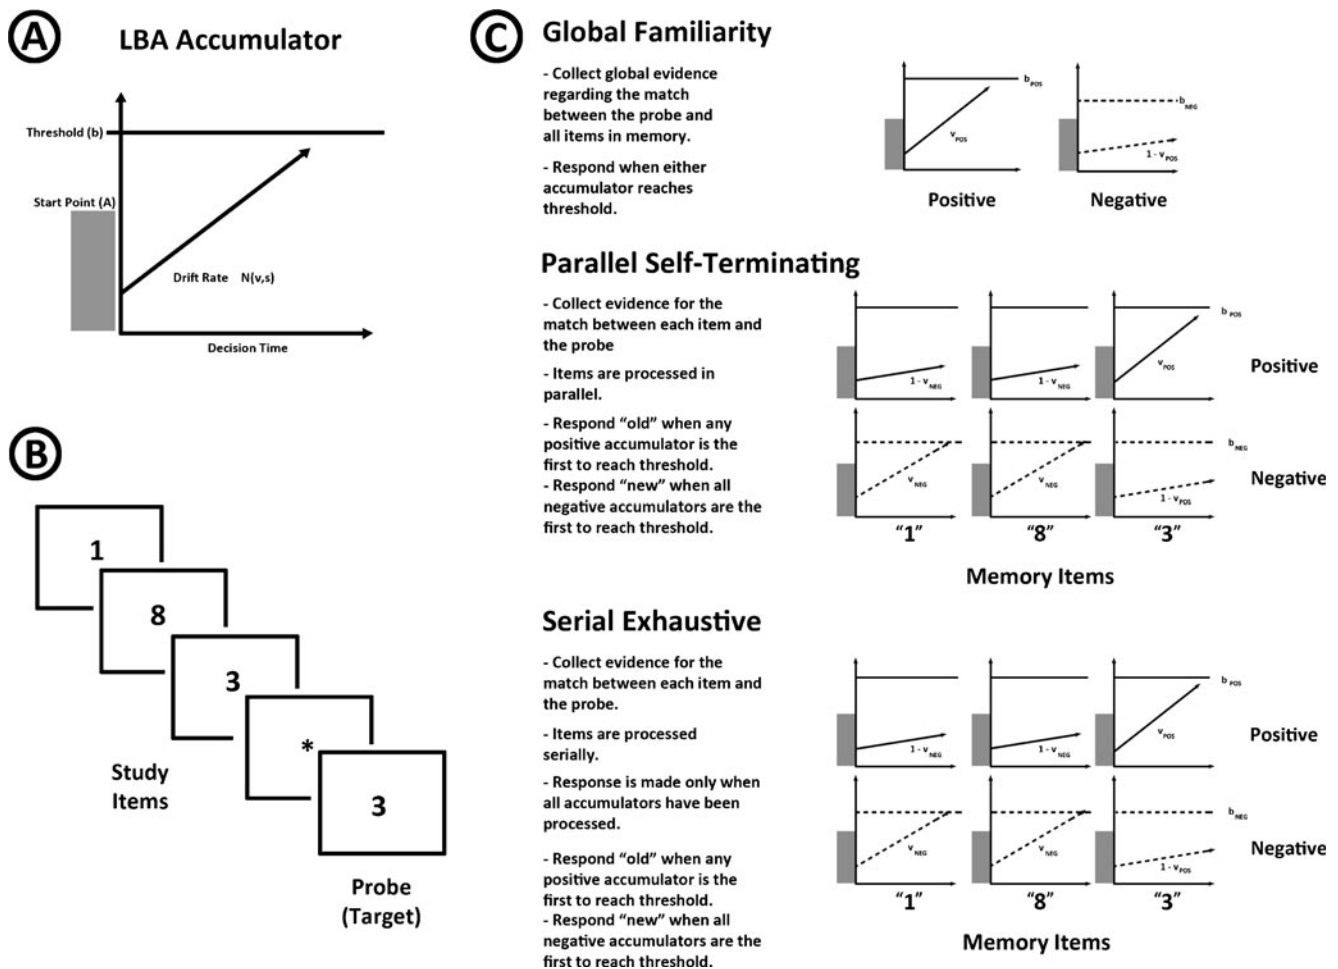 A
LBA Accumulator
Threshold (b)
Start Point (A)
Drift Rate N(v,s)
Decision Time
B
1
8
3
*
3
Study
Items
Probe
(Target)
C
Global Familiarity
- Collect global evidence
regarding the match
between the probe and
all items in memory.
- Respond when either
accumulator reaches
threshold.
b POS
v POS
Positive
b NEG
1 - v POS
Negative
Parallel Self-Terminating
- Collect evidence for the
match between each item and
the probe
- Items are processed in
parallel.
- Respond “old” when any
positive accumulator is the
first to reach threshold.
- Respond “new” when all
negative accumulators are the
first to reach threshold.
1 - v NEG
1 - v NEG
v POS
b POS
Positive
v NEG
v NEG
1 - v POS
b NEG
Negative
“1” “8” “3”
Memory Items
Serial Exhaustive
- Collect evidence for the
match between each item and
the probe.
- Items are processed
serially.
- Response is made only when
all accumulators have been
processed.
- Respond “old” when any
positive accumulator is the
first to reach threshold.
- Respond “new” when all
negative accumulators are the
first to reach threshold.
1 - v NEG
1 - v NEG
v POS
b POS
Positive
v NEG
v NEG
1 - v POS
b NEG
Negative
“1” “8” “3”
Memory Items